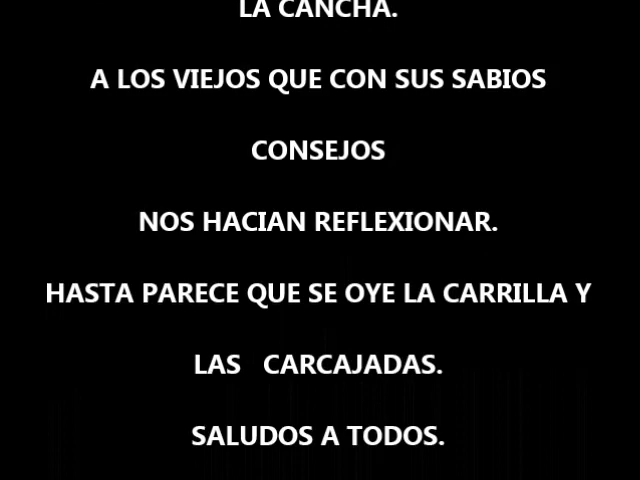 LA CANCHA.
A LOS VIEJOS QUE CON SUS SABIOS
CONSEJOS
NOS HACIAN REFLEXIONAR.
HASTA PARECE QUE SE OYE LA CARRILLA Y
LAS   CARCAJADAS.
SALUDOS A TODOS.